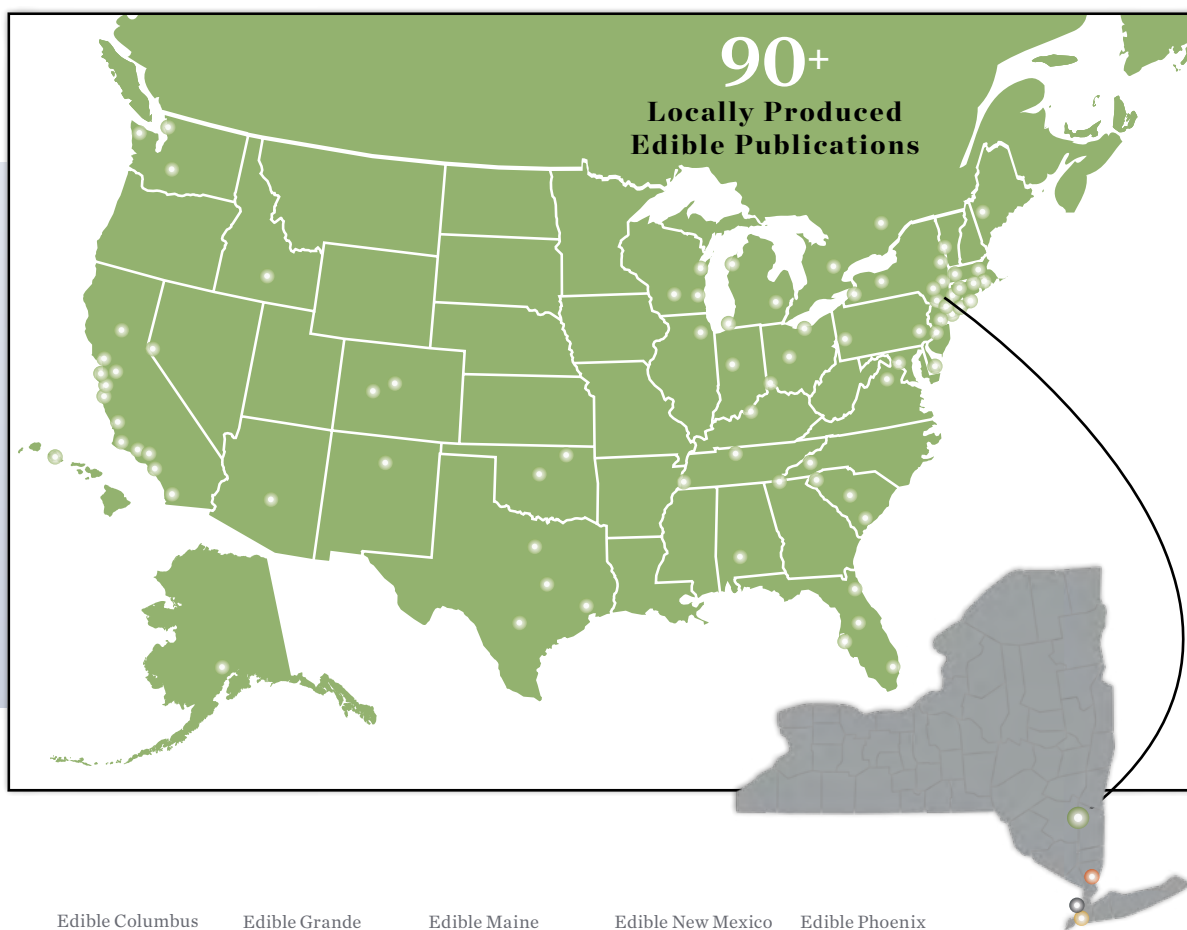 90+
Locally Produced
Edible Publications
Edible Columbus
Edible Grande
Edible Maine
Edible New Mexico
Edible Phoenix